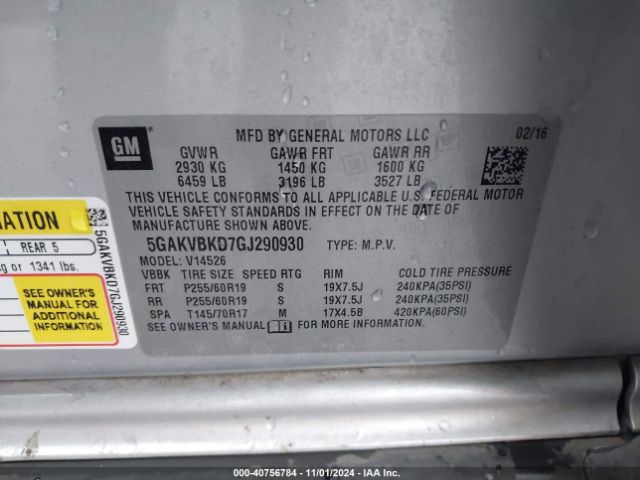 GM
MFD BY GENERAL MOTORS LLC 02/16
GVWR GAWR FRT GAWR RR
2930 KG 1450 KG 1600 KG
6459 LB 3196 LB 3527 LB
THIS VEHICLE CONFORMS TO ALL APPLICABLE U.S. FEDERAL MOTOR
VEHICLE SAFETY STANDARDS IN EFFECT ON THE DATE OF
MANUFACTURE SHOWN ABOVE.
5GAKVBKD7GJ290930 TYPE: M.P.V.
MODEL: V14526
VBBK TIRE SIZE SPEED RTG RIM COLD TIRE PRESSURE
FRT P255/60R19 S 19X7.5J 240KPA(35PSI)
RR P255/60R19 S 19X7.5J 240KPA(35PSI)
SPA T145/70R17 M 17X4.5B 420KPA(60PSI)
SEE OWNER'S MANUAL FOR MORE INFORMATION.
REAR 5
or 1341 lbs.
SEE OWNER'S
MANUAL FOR
ADDITIONAL
INFORMATION
5GAKVBKD7GJ290930
000-40756784 - 11/01/2024 - IAA Inc.